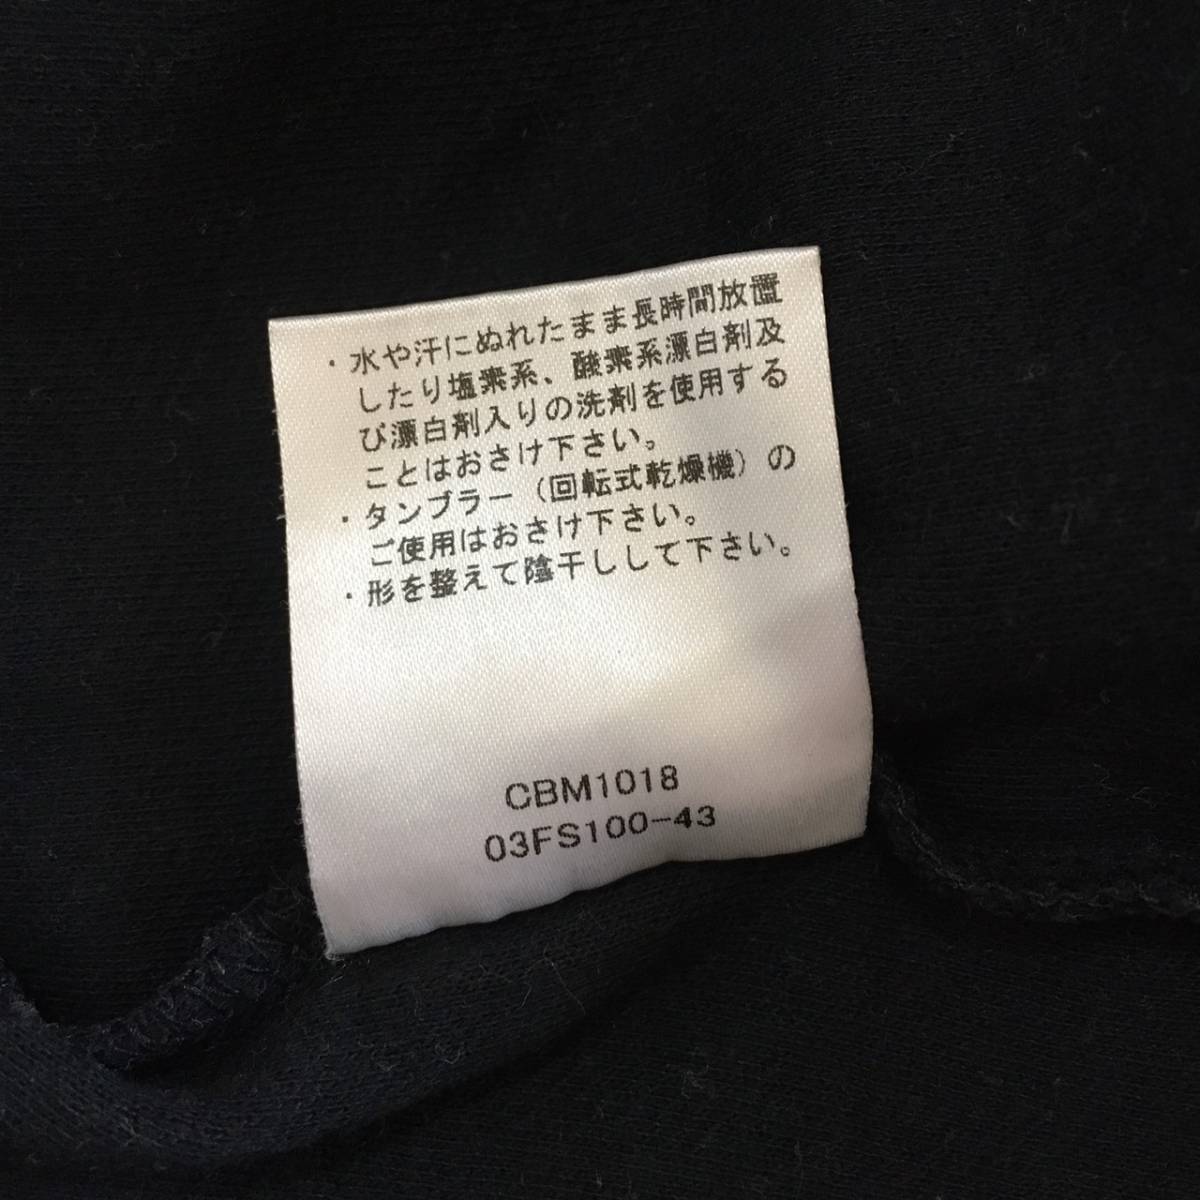 ・水や汗にぬれたまま長時間放置
したり塩素系、酸素系漂白剤及
び漂白剤入りの洗剤を使用する
ことはおさけ下さい。
・タンブラー（回転式乾燥機）の
ご使用はおさけ下さい。
・形を整えて陰干しして下さい。
CBM1018
03FS100-43